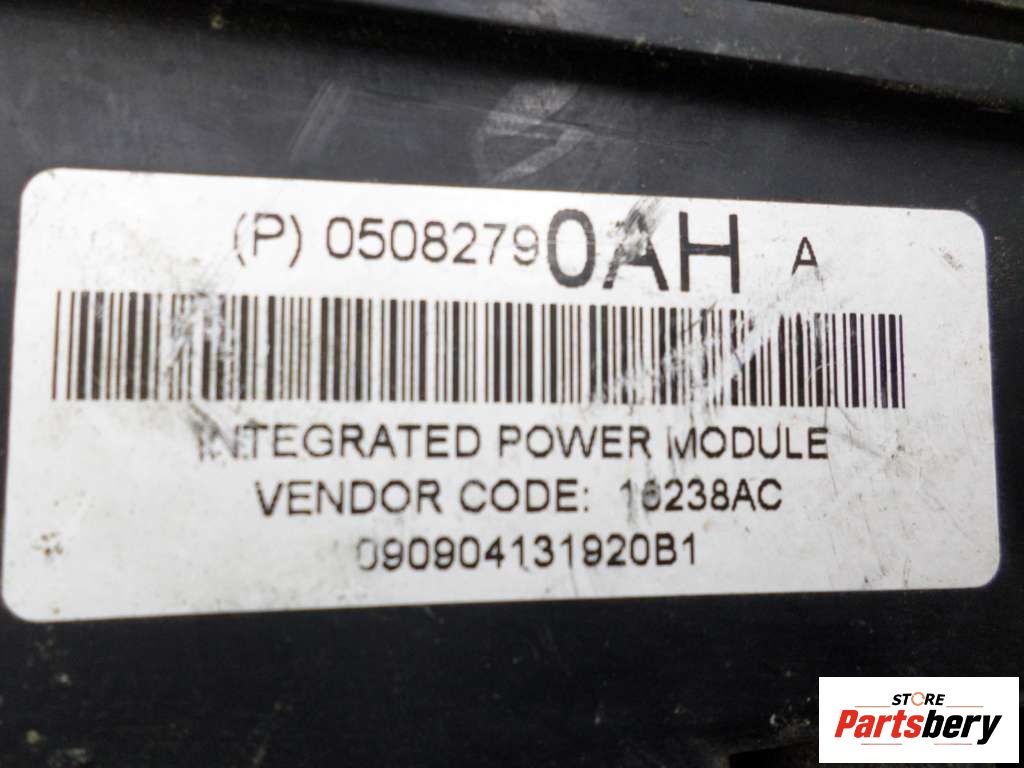 (P) 05082790AH A
INTEGRATED POWER MODULE
VENDOR CODE: 16238AC
090904131920B1
STORE
Partsbery